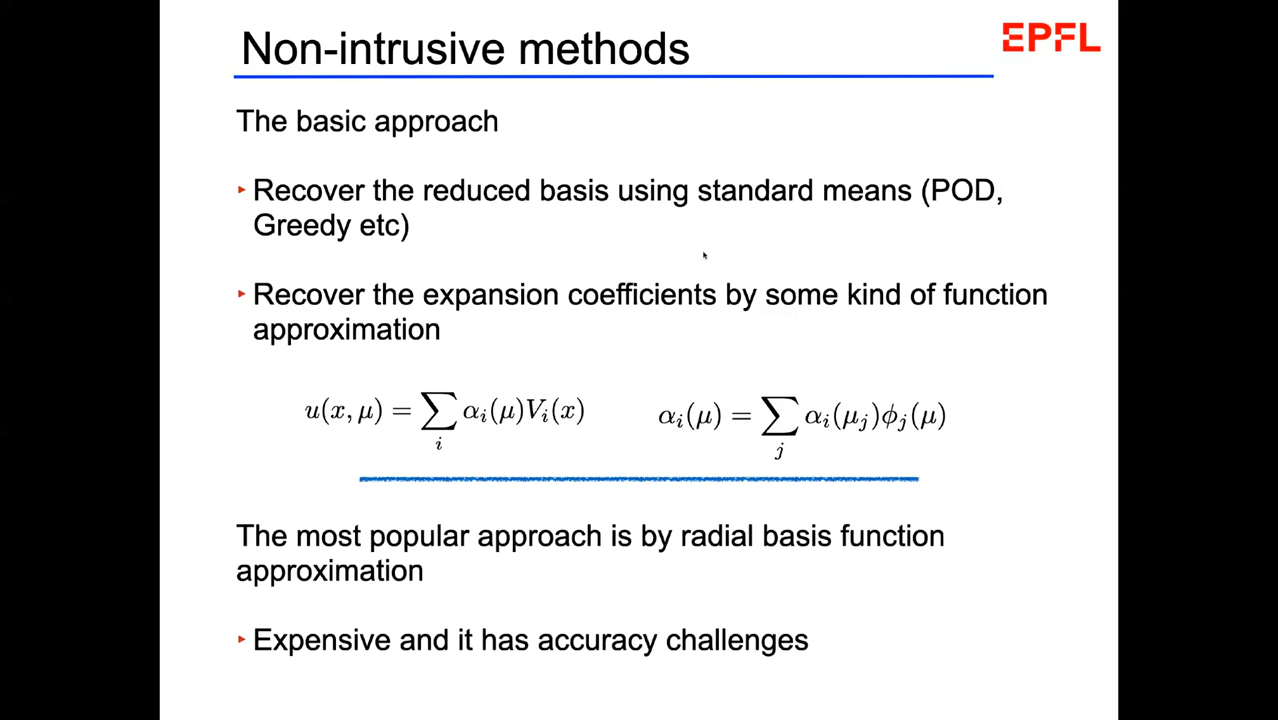 Non-intrusive methods
EPFL
The basic approach
‣ Recover the reduced basis using standard means (POD,
Greedy etc)
‣ Recover the expansion coefficients by some kind of function
approximation
u(x, μ) = ∑_i α_i(μ)V_i(x)
α_i(μ) = ∑_j α_i(μ_j)ϕ_j(μ)
The most popular approach is by radial basis function
approximation
‣ Expensive and it has accuracy challenges